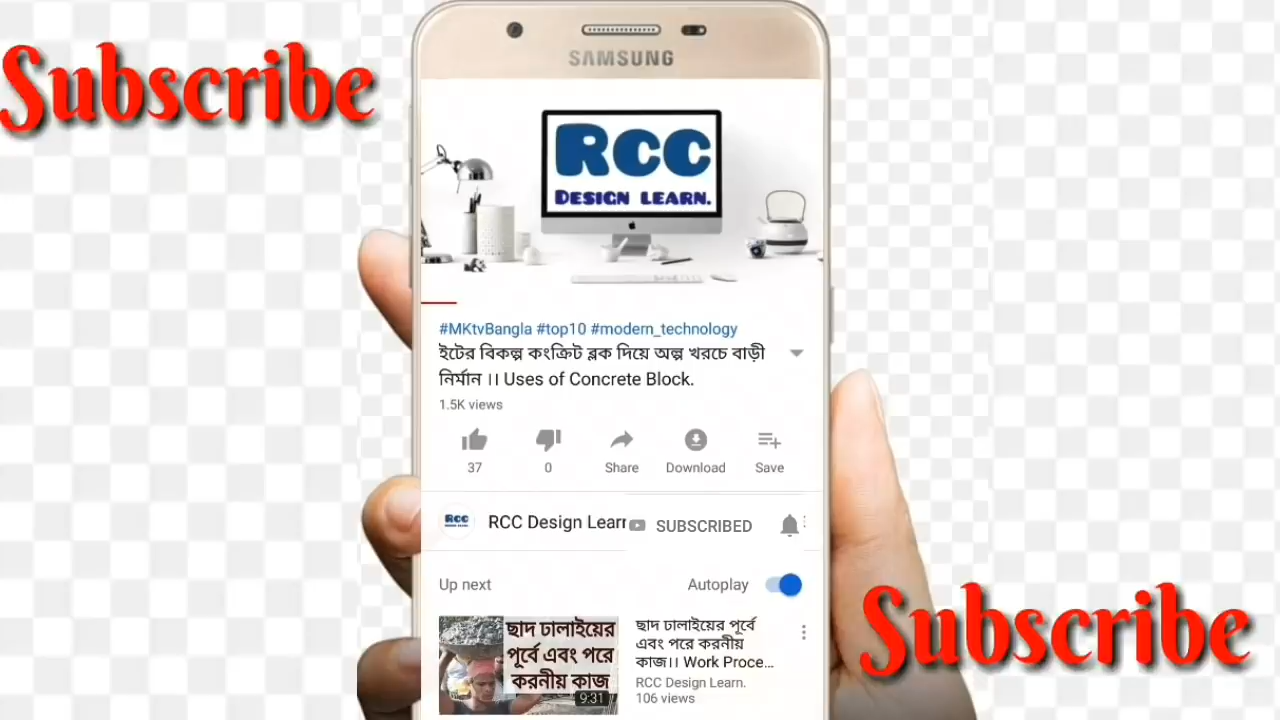 Subscribe
SAMSUNG
Rcc
Design learn.
#MKtvBangla #top10 #modern_technology
ইটের বিকল্প কংক্রিট ব্লক দিয়ে অল্প খরচে বাড়ী
নির্মান ।। Uses of Concrete Block.
1.5K views
37
0
Share
Download
Save
Rcc
RCC Design Learn
SUBSCRIBED
Up next
Autoplay
ছাদ ঢালাইয়ের
পূর্বে এবং পরে
করনীয় কাজ
9:31
ছাদ ঢালাইয়ের পূর্বে
এবং পরে করনীয়
কাজ।। Work Proce...
RCC Design Learn.
106 views
Subscribe